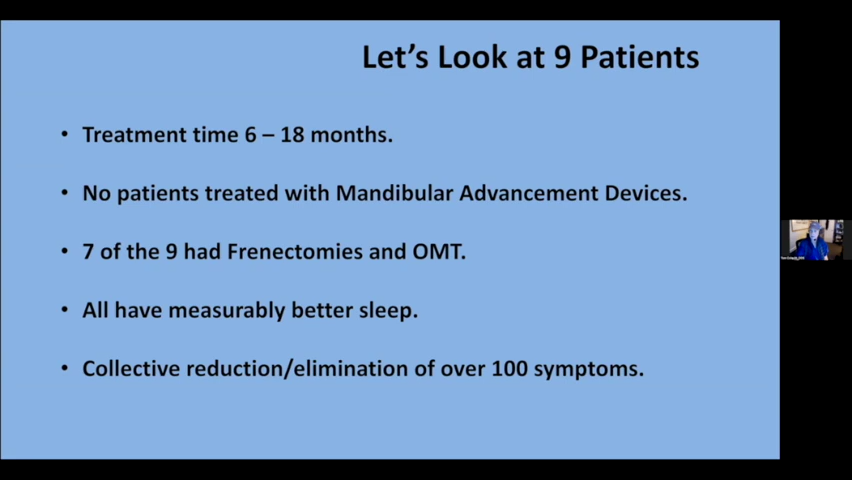 Let's Look at 9 Patients
• Treatment time 6 – 18 months.
• No patients treated with Mandibular Advancement Devices.
• 7 of the 9 had Frenectomies and OMT.
• All have measurably better sleep.
• Collective reduction/elimination of over 100 symptoms.